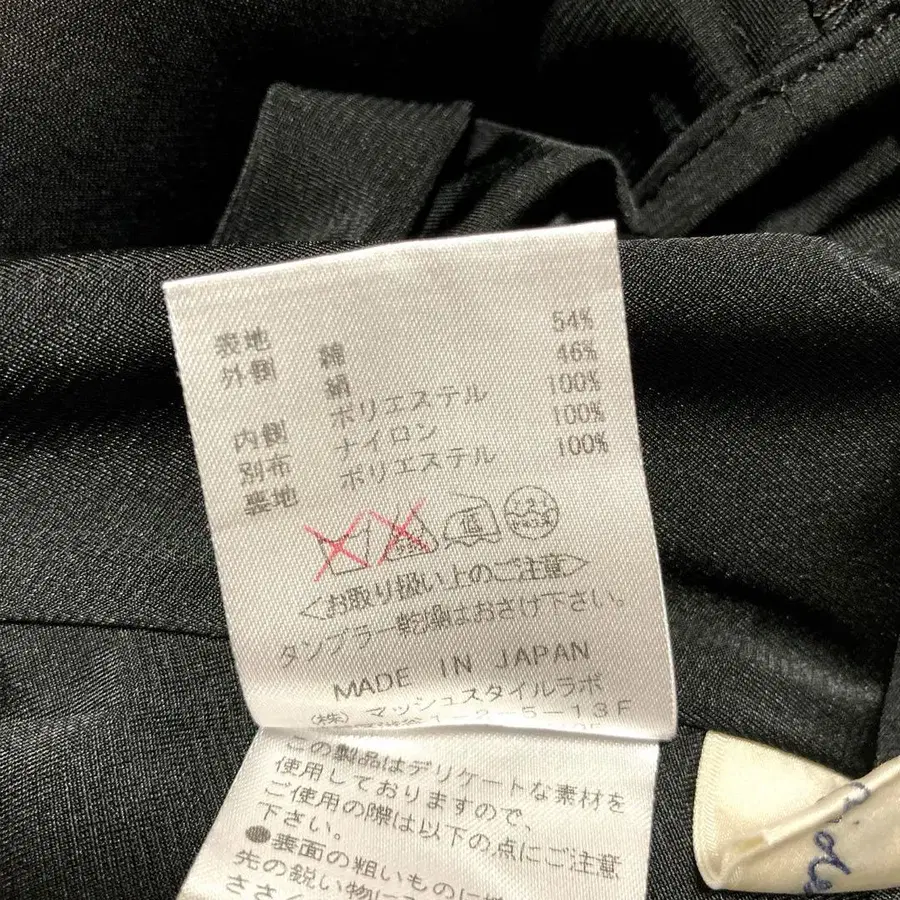 表地
外側 綿 54%
絹 46%
内側 ポリエステル 100%
別布 ナイロン 100%
裏地 ポリエステル 100%
低
<お取り扱い上のご注意>
タンブラー乾燥はおさけ下さい。
MADE IN JAPAN
(株)マッシュスタイルラボ
5-13F
この製品はデリケートな素材を
使用しておりますので、
ご使用の際は以下の点にご注意
下さい。
●表面の粗いものに
先の鋭い物に